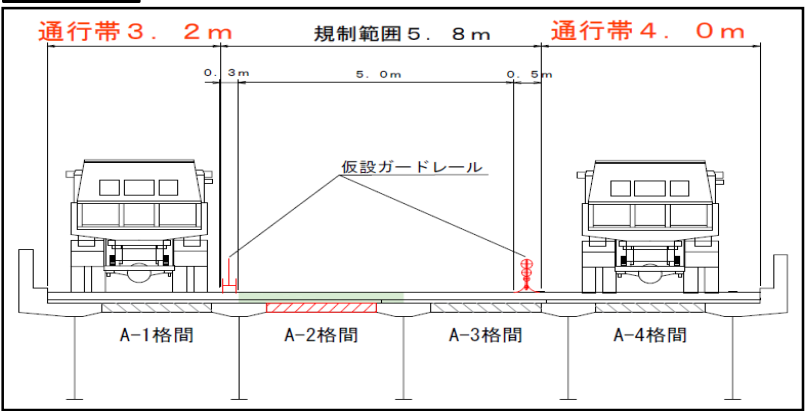 通行帯3．2m
規制範囲5．8m
通行帯4．0m
0．3m
5．0m
0．5m
仮設ガードレール
A-1格間
A-2格間
A-3格間
A-4格間